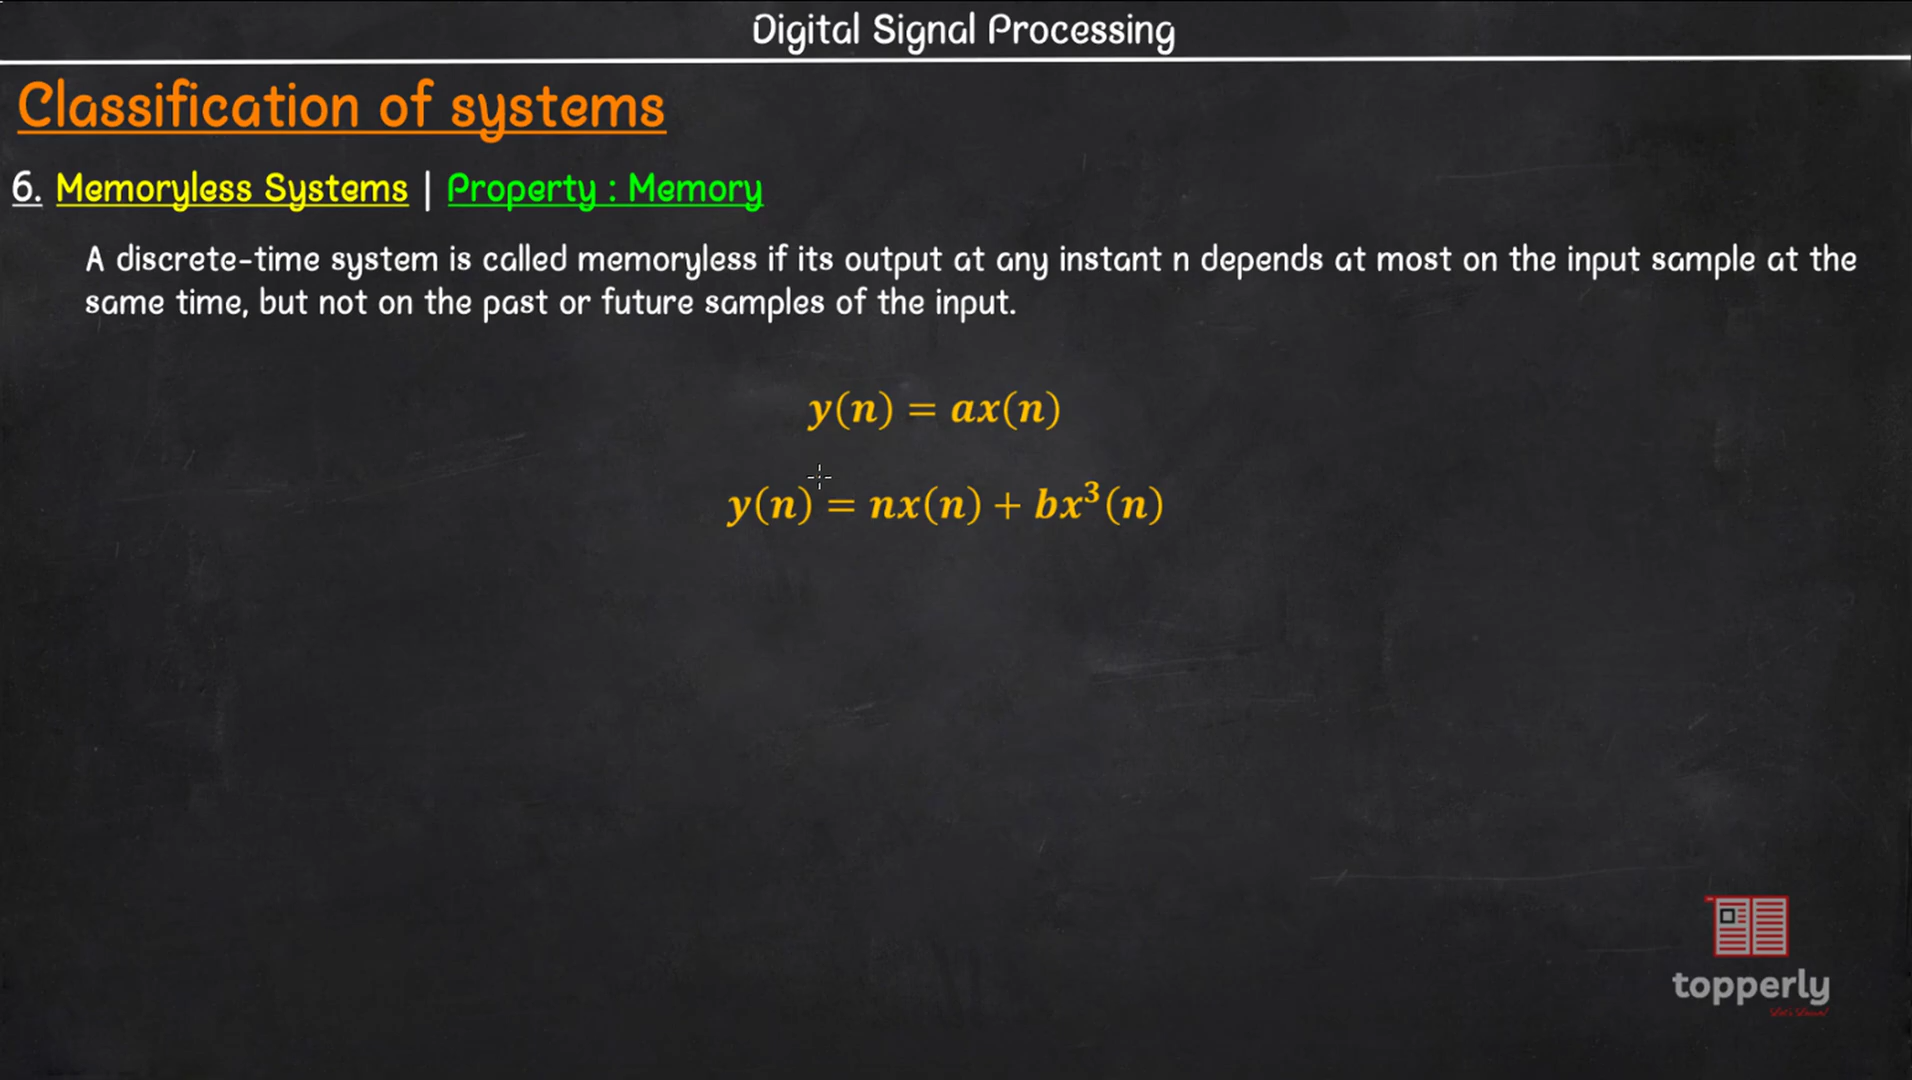 Digital Signal Processing
Classification of systems
6. Memoryless Systems | Property : Memory
A discrete-time system is called memoryless if its output at any instant n depends at most on the input sample at the
same time, but not on the past or future samples of the input.
y(n) = ax(n)
y(n) = nx(n) + bx³(n)
topperly
Let's Learn!